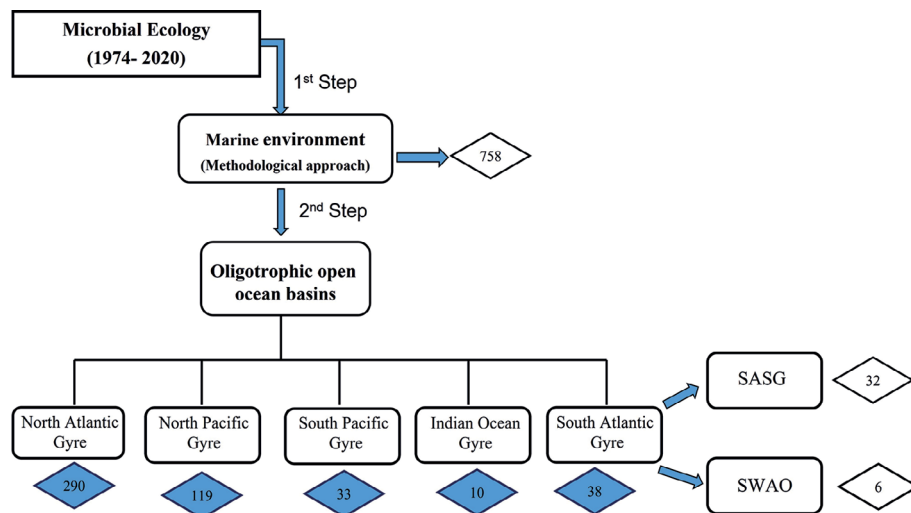 Microbial Ecology
(1974- 2020)
1st Step
Marine environment
(Methodological approach)
758
2nd Step
Oligotrophic open
ocean basins
North Atlantic
Gyre
290
North Pacific
Gyre
119
South Pacific
Gyre
33
Indian Ocean
Gyre
10
South Atlantic
Gyre
38
SASG
32
SWAO
6